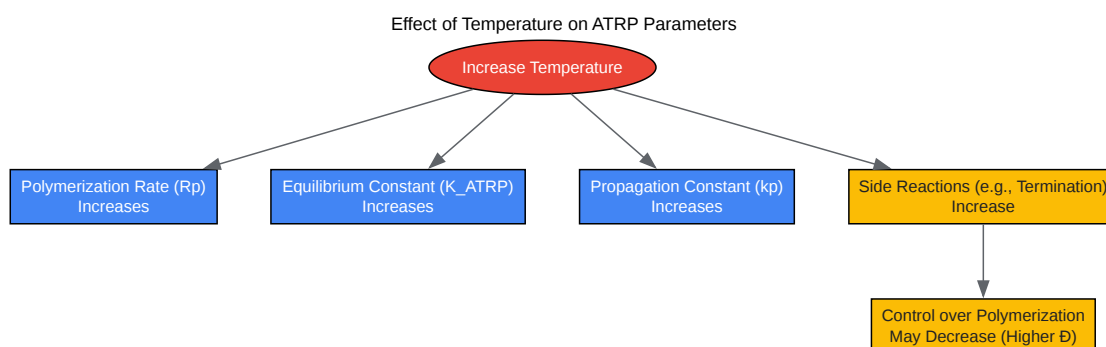 Effect of Temperature on ATRP Parameters
Increase Temperature
Polymerization Rate (Rp)
Increases
Equilibrium Constant (K_ATRP)
Increases
Propagation Constant (kp)
Increases
Side Reactions (e.g., Termination)
Increase
Control over Polymerization
May Decrease (Higher Đ)